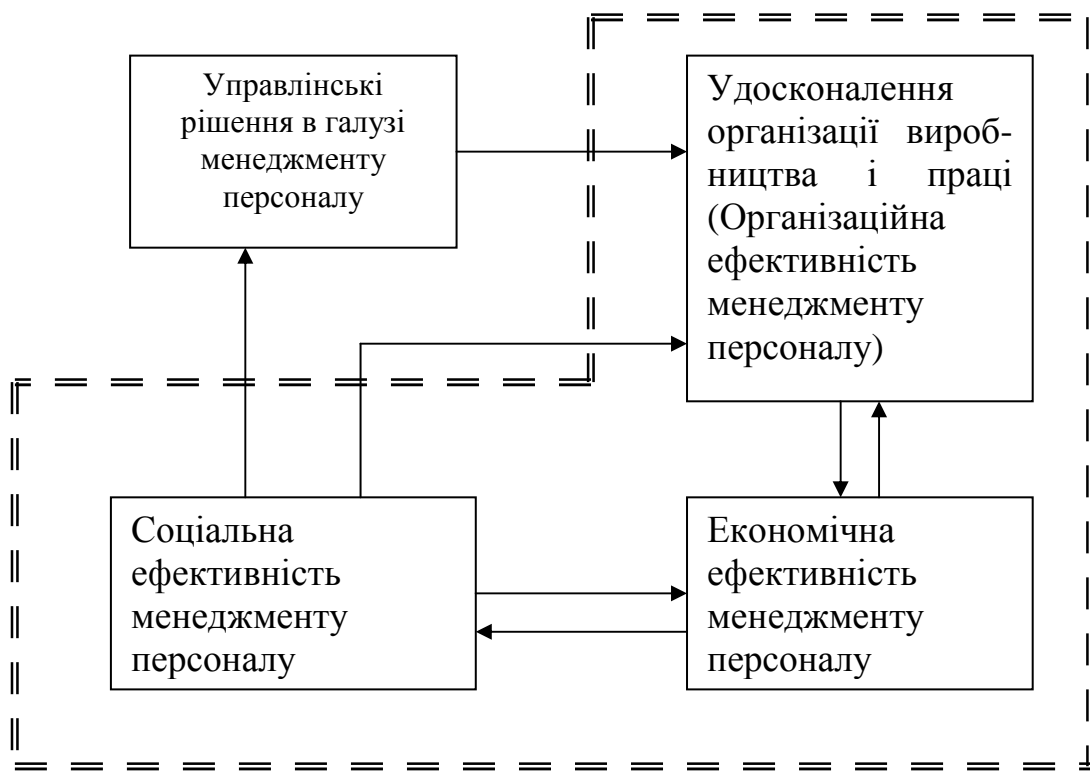 Управлінські
рішення в галузі
менеджменту
персоналу
Удосконалення
організації вироб-
ництва і праці
(Організаційна
ефективність
менеджменту
персоналу)
Соціальна
ефективність
менеджменту
персоналу
Економічна
ефективність
менеджменту
персоналу